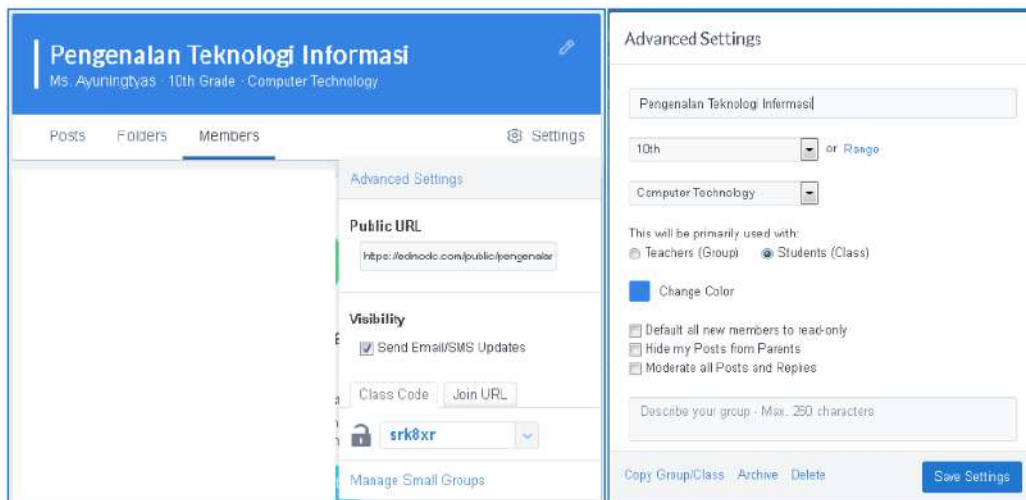 Pengenalan Teknologi Informasi
Ms. Ayuningtyas · 10th Grade · Computer Technology
Posts Folders Members Settings
Advanced Settings
Public URL
https://edmodo.com/public/pengenalan
Visibility
Send Email/SMS Updates
Class Code Join URL
srk8xr
Manage Small Groups
Advanced Settings
Pengenalan Teknologi Informasi
10th or Range
Computer Technology
This will be primarily used with:
Teachers (Group) Students (Class)
Change Color
Default all new members to read-only
Hide my Posts from Parents
Moderate all Posts and Replies
Describe your group - Max. 250 characters
Copy Group/Class Archive Delete Save Settings